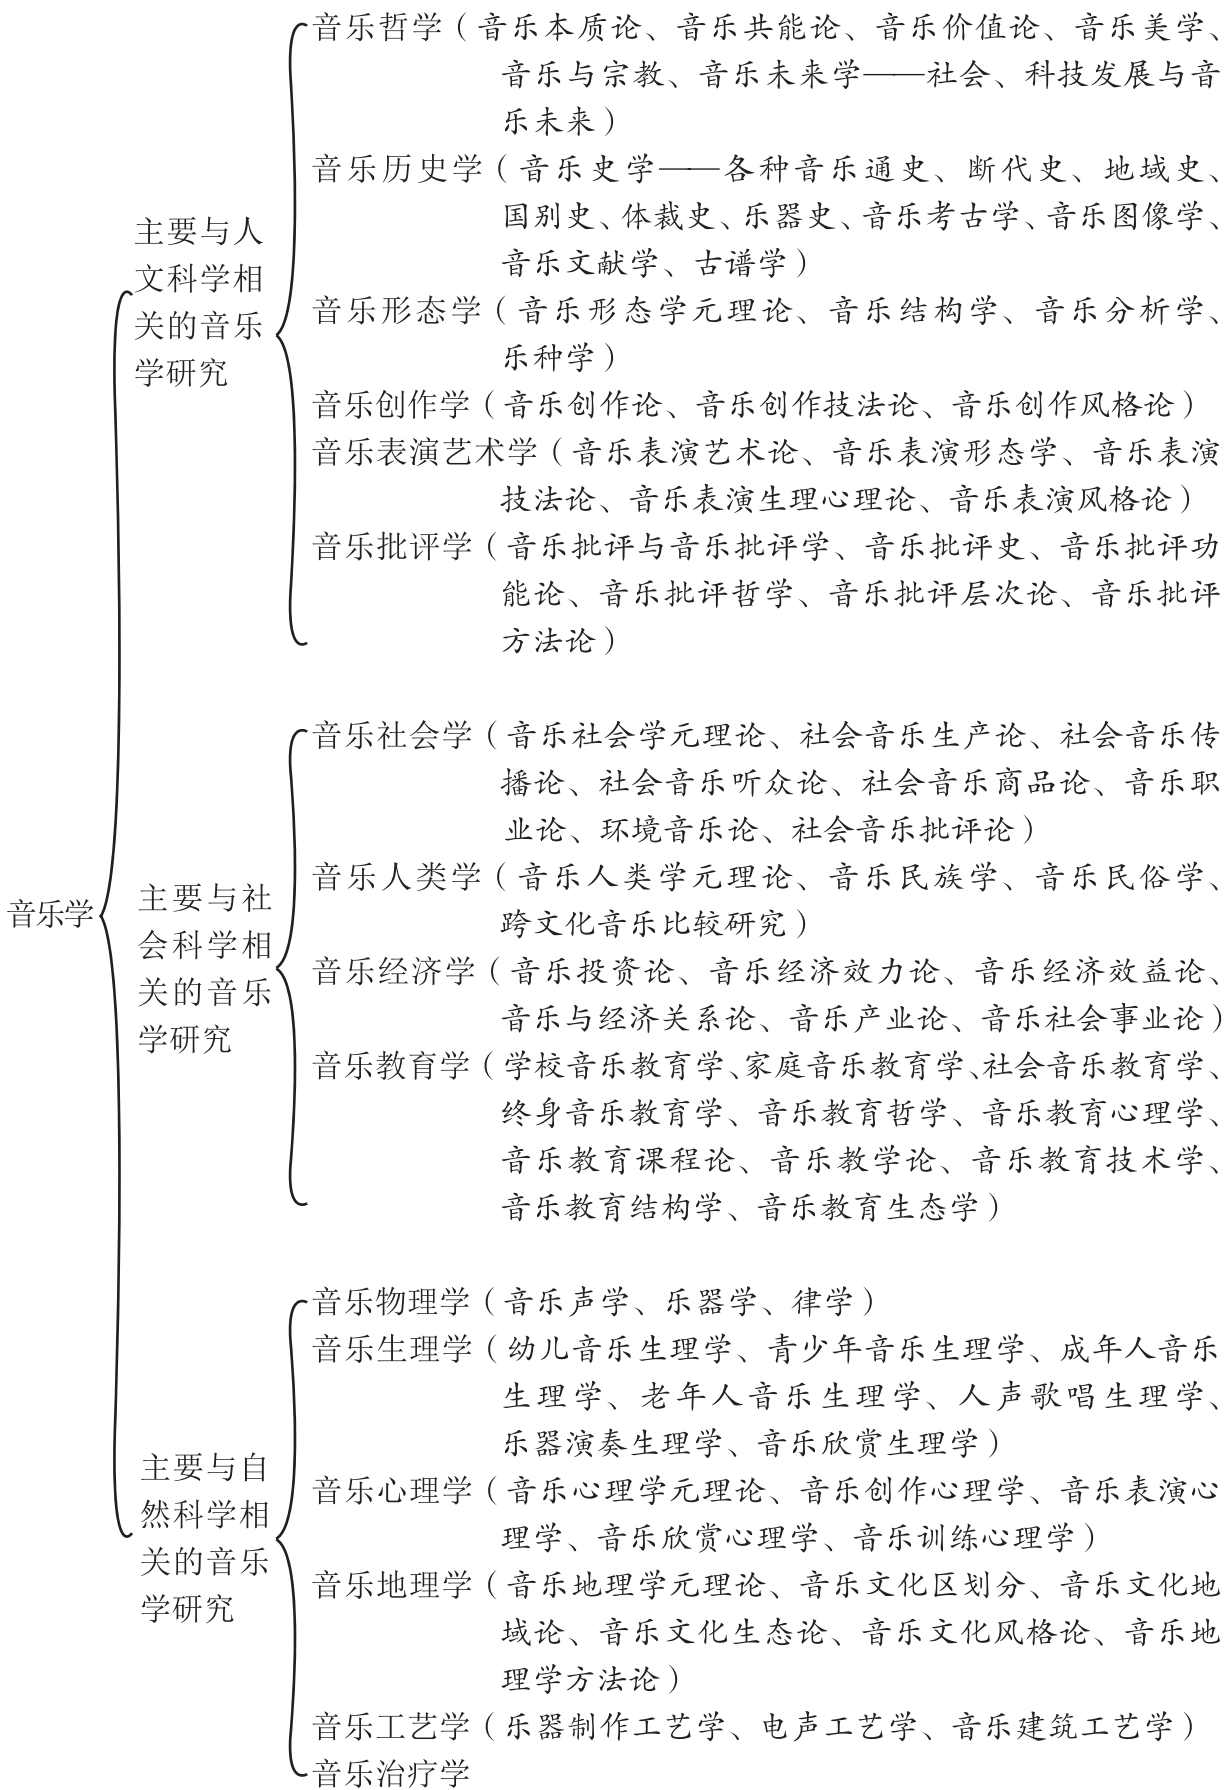 音乐学
主要与人
文科学相
关的音乐
学研究
音乐哲学（音乐本质论、音乐共能论、音乐价值论、音乐美学、
音乐与宗教、音乐未来学——社会、科技发展与音
乐未来）
音乐历史学（音乐史学——各种音乐通史、断代史、地域史、
国别史、体裁史、乐器史、音乐考古学、音乐图像学、
音乐文献学、古谱学）
音乐形态学（音乐形态学元理论、音乐结构学、音乐分析学、
乐种学）
音乐创作学（音乐创作论、音乐创作技法论、音乐创作风格论）
音乐表演艺术学（音乐表演艺术论、音乐表演形态学、音乐表演
技法论、音乐表演生理心理论、音乐表演风格论）
音乐批评学（音乐批评与音乐批评学、音乐批评史、音乐批评功
能论、音乐批评哲学、音乐批评层次论、音乐批评
方法论）
主要与社
会科学相
关的音乐
学研究
音乐社会学（音乐社会学元理论、社会音乐生产论、社会音乐传
播论、社会音乐听众论、社会音乐商品论、音乐职
业论、环境音乐论、社会音乐批评论）
音乐人类学（音乐人类学元理论、音乐民族学、音乐民俗学、
跨文化音乐比较研究）
音乐经济学（音乐投资论、音乐经济效力论、音乐经济效益论、
音乐与经济关系论、音乐产业论、音乐社会事业论）
音乐教育学（学校音乐教育学、家庭音乐教育学、社会音乐教育学、
终身音乐教育学、音乐教育哲学、音乐教育心理学、
音乐教育课程论、音乐教学论、音乐教育技术学、
音乐教育结构学、音乐教育生态学）
主要与自
然科学相
关的音乐
学研究
音乐物理学（音乐声学、乐器学、律学）
音乐生理学（幼儿音乐生理学、青少年音乐生理学、成年人音乐
生理学、老年人音乐生理学、人声歌唱生理学、
乐器演奏生理学、音乐欣赏生理学）
音乐心理学（音乐心理学元理论、音乐创作心理学、音乐表演心
理学、音乐欣赏心理学、音乐训练心理学）
音乐地理学（音乐地理学元理论、音乐文化区划分、音乐文化地
域论、音乐文化生态论、音乐文化风格论、音乐地
理学方法论）
音乐工艺学（乐器制作工艺学、电声工艺学、音乐建筑工艺学）
音乐治疗学